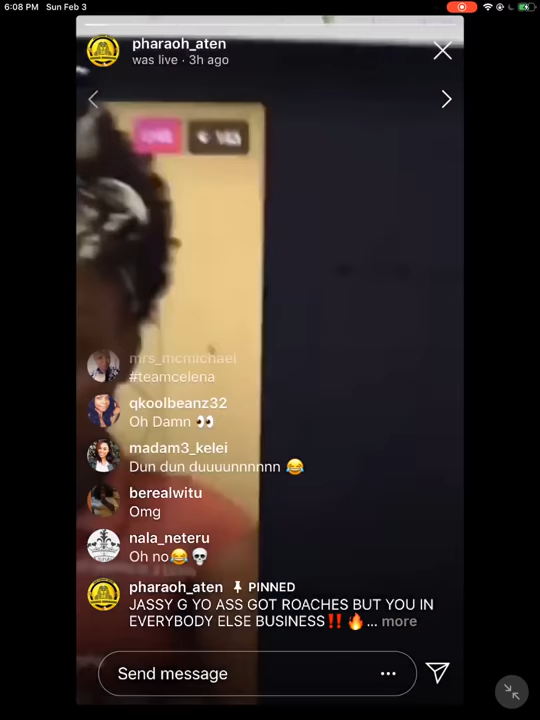 6:08 PM Sun Feb 3
pharaoh_aten
was live · 3h ago
mrs_mcmichael
#teamcelena
qkoolbeanz32
Oh Damn 👀
madam3_kelei
Dun dun duuuunnnnnn 😂
berealwitu
Omg
nala_neteru
Oh no😂💀
pharaoh_aten PINNED
JASSY G YO ASS GOT ROACHES BUT YOU IN
EVERYBODY ELSE BUSINESS‼️🔥... more
Send message